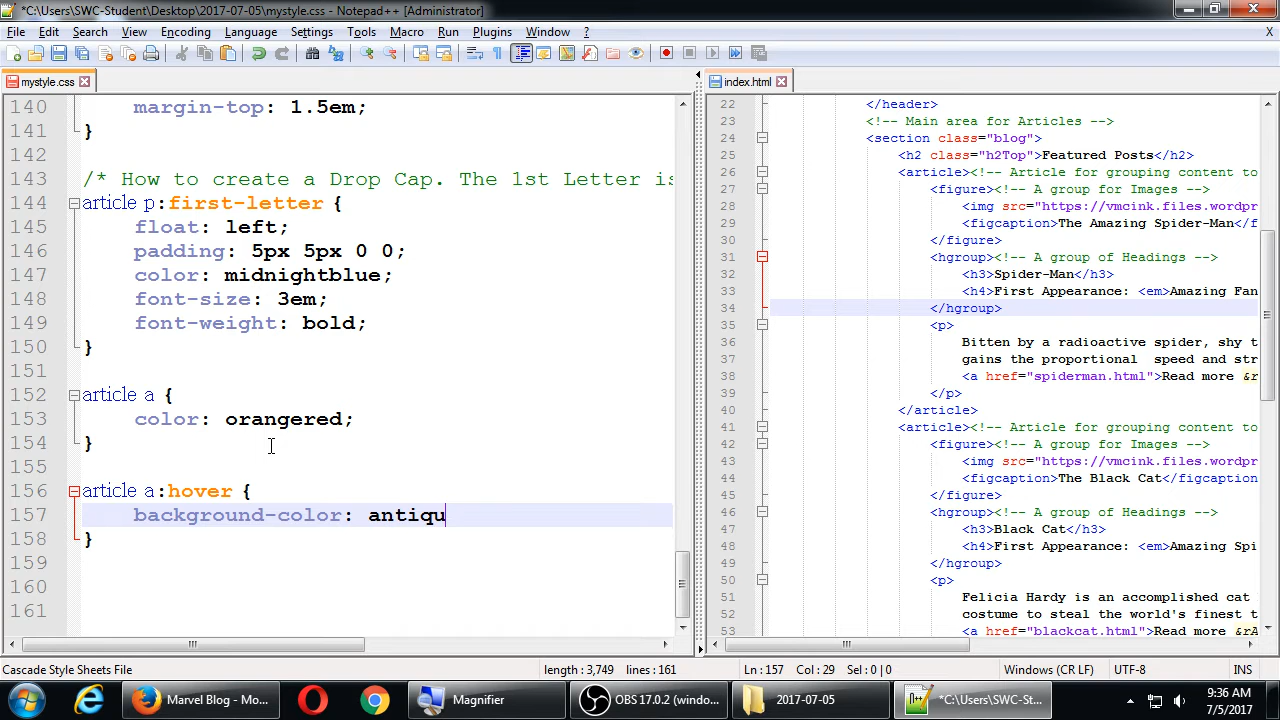 *C:\Users\SWC-Student\Desktop\2017-07-05\mystyle.css - Notepad++ [Administrator]
File Edit Search View Encoding Language Settings Tools Macro Run Plugins Window ? X
mystyle.css
140 margin-top: 1.5em;
141 }
142
143 /* How to create a Drop Cap. The 1st Letter is
144 article p:first-letter {
145 float: left;
146 padding: 5px 5px 0 0;
147 color: midnightblue;
148 font-size: 3em;
149 font-weight: bold;
150 }
151
152 article a {
153 color: orangered;
154 }
155
156 article a:hover {
157 background-color: antiqu
158 }
159
160
161
index.html
22 </header>
23 <!-- Main area for Articles -->
24 <section class="blog">
25 <h2 class="h2Top">Featured Posts</h2>
26 <article><!-- Article for grouping content to
27 <figure><!-- A group for Images -->
28 <img src="https://vmcink.files.wordpr
29 <figcaption>The Amazing Spider-Man</f
30 </figure>
31 <hgroup><!-- A group of Headings -->
32 <h3>Spider-Man</h3>
33 <h4>First Appearance: <em>Amazing Fan
34 </hgroup>
35 <p>
36 Bitten by a radioactive spider, shy t
37 gains the proportional  speed and str
38 <a href="spiderman.html">Read more &r
39 </p>
40 </article>
41 <article><!-- Article for grouping content to
42 <figure><!-- A group for Images -->
43 <img src="https://vmcink.files.wordpr
44 <figcaption>The Black Cat</figcaption
45 </figure>
46 <hgroup><!-- A group of Headings -->
47 <h3>Black Cat</h3>
48 <h4>First Appearance: <em>Amazing Spi
49 </hgroup>
50 <p>
51 Felicia Hardy is an accomplished cat
52 costume to steal the world's finest t
53 <a href="blackcat.html">Read more &rA
Cascade Style Sheets File length : 3,749 lines : 161 Ln : 157 Col : 29 Sel : 0 | 0 Windows (CR LF) UTF-8 INS
Marvel Blog - Mo... Magnifier OBS 17.0.2 (windo... 2017-07-05 *C:\Users\SWC-St... 9:36 AM
7/5/2017